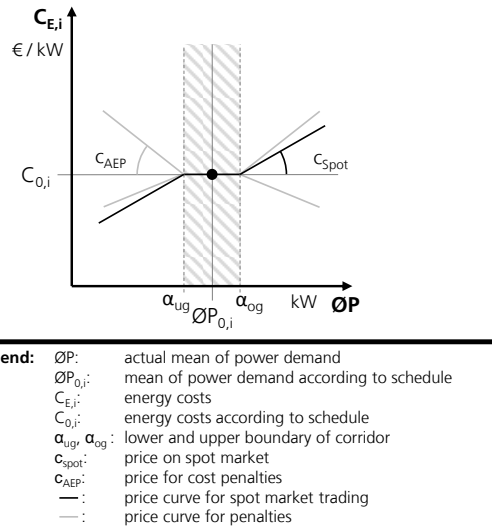 C_E,i
€ / kW
c_AEP
c_Spot
C_0,i
α_ug
α_og
kW
ØP
ØP_0,i
end:
ØP: actual mean of power demand
ØP_0,i: mean of power demand according to schedule
C_E,i: energy costs
C_0,i: energy costs according to schedule
α_ug, α_og : lower and upper boundary of corridor
c_spot: price on spot market
c_AEP: price for cost penalties
— : price curve for spot market trading
— : price curve for penalties